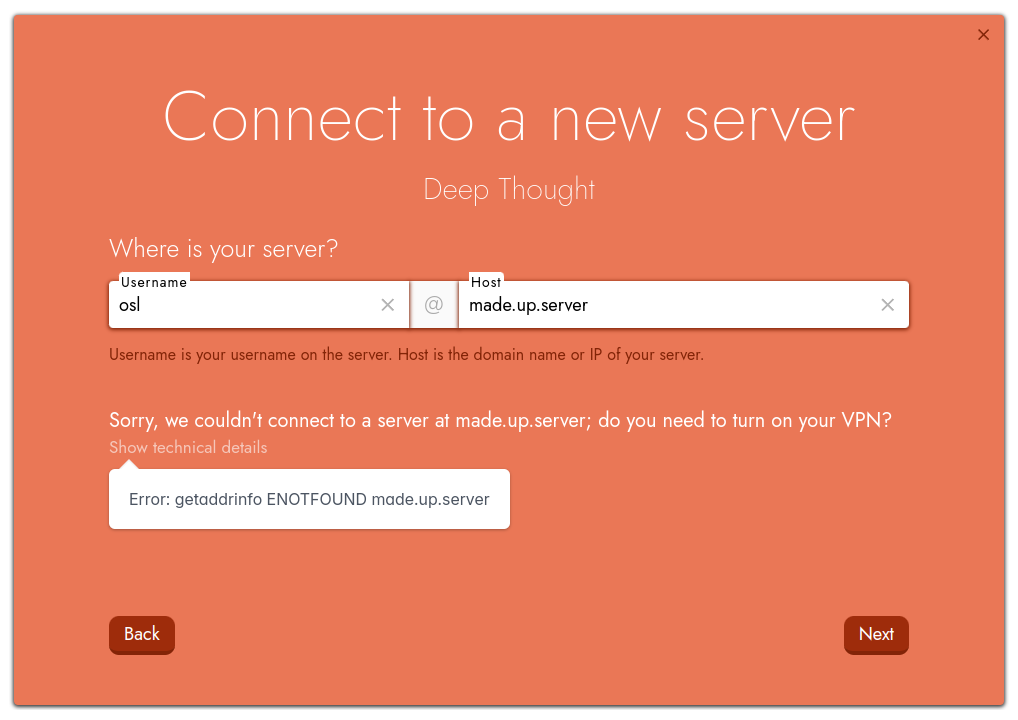 Connect to a new server
Deep Thought
Where is your server?
Username
Host
osl
@
made.up.server
Username is your username on the server. Host is the domain name or IP of your server.
Sorry, we couldn't connect to a server at made.up.server; do you need to turn on your VPN?
Show technical details
Error: getaddrinfo ENOTFOUND made.up.server
Back
Next